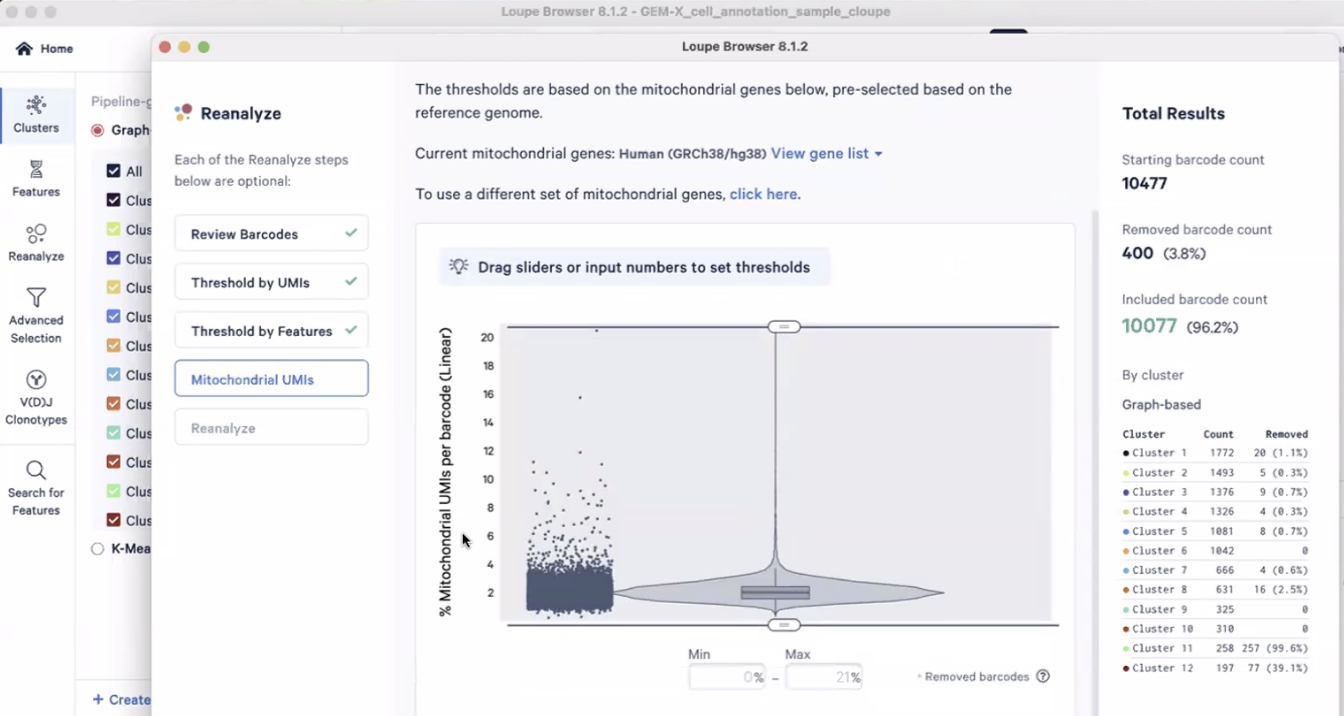 Loupe Browser 8.1.2 - GEM-X_cell_annotation_sample_cloupe
Home
Clusters
Features
Reanalyze
Advanced
Selection
V(D)J
Clonotypes
Search for
Features
Pipeline-g
Graph-
All
Clus
Clus
Clus
Clus
Clus
Clus
Clus
Clus
Clus
Clus
Clus
Clus
K-Mea
+ Create
Loupe Browser 8.1.2
Reanalyze
Each of the Reanalyze steps
below are optional:
Review Barcodes
Threshold by UMIs
Threshold by Features
Mitochondrial UMIs
Reanalyze
The thresholds are based on the mitochondrial genes below, pre-selected based on the
reference genome.
Current mitochondrial genes: Human (GRCh38/hg38) View gene list
To use a different set of mitochondrial genes, click here.
Drag sliders or input numbers to set thresholds
% Mitochondrial UMIs per barcode (Linear)
20
18
16
14
12
10
8
6
4
2
Min Max
0% – 21%
Removed barcodes ?
Total Results
Starting barcode count
10477
Removed barcode count
400 (3.8%)
Included barcode count
10077 (96.2%)
By cluster
Graph-based
Cluster Count Removed
Cluster 1 1772 20 (1.1%)
Cluster 2 1493 5 (0.3%)
Cluster 3 1376 9 (0.7%)
Cluster 4 1326 4 (0.3%)
Cluster 5 1081 8 (0.7%)
Cluster 6 1042 0
Cluster 7 666 4 (0.6%)
Cluster 8 631 16 (2.5%)
Cluster 9 325 0
Cluster 10 310 0
Cluster 11 258 257 (99.6%)
Cluster 12 197 77 (39.1%)